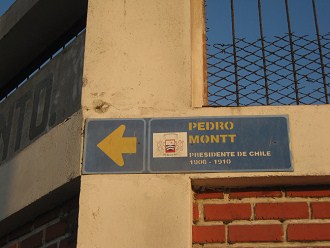 PEDRO
MONTT
PRESIDENTE DE CHILE
1906 - 1910